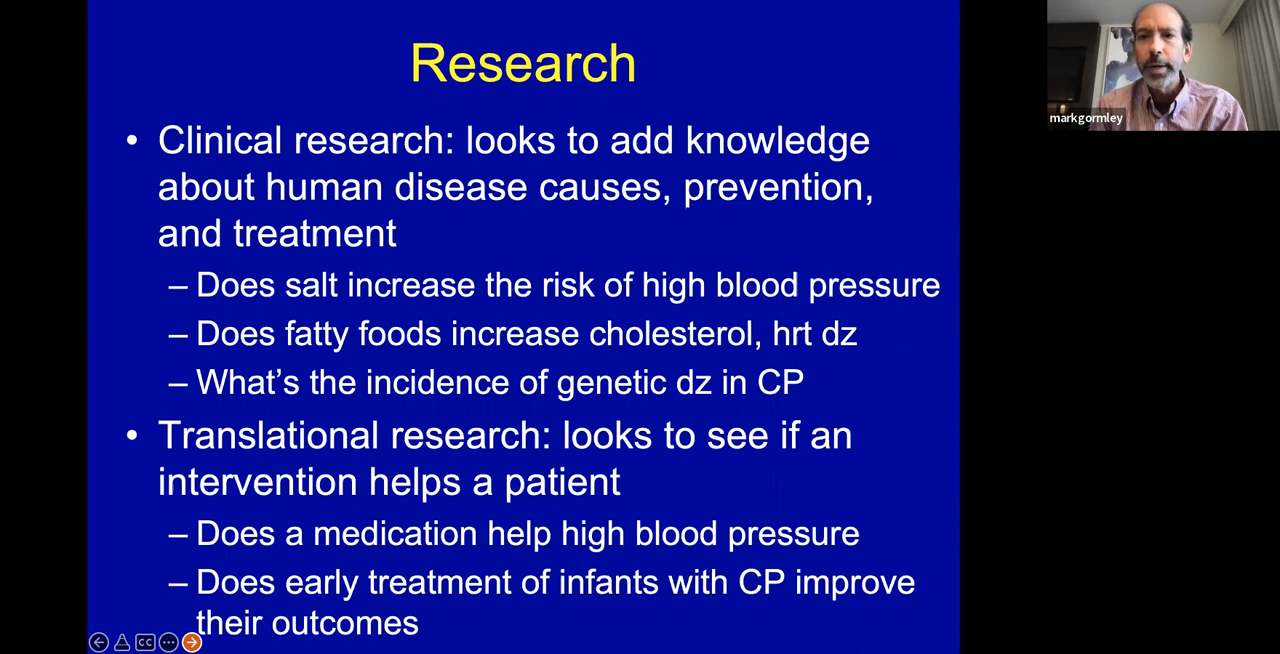 Research
• Clinical research: looks to add knowledge
about human disease causes, prevention,
and treatment
– Does salt increase the risk of high blood pressure
– Does fatty foods increase cholesterol, hrt dz
– What's the incidence of genetic dz in CP
• Translational research: looks to see if an
intervention helps a patient
– Does a medication help high blood pressure
– Does early treatment of infants with CP improve
their outcomes
markgormley
CC